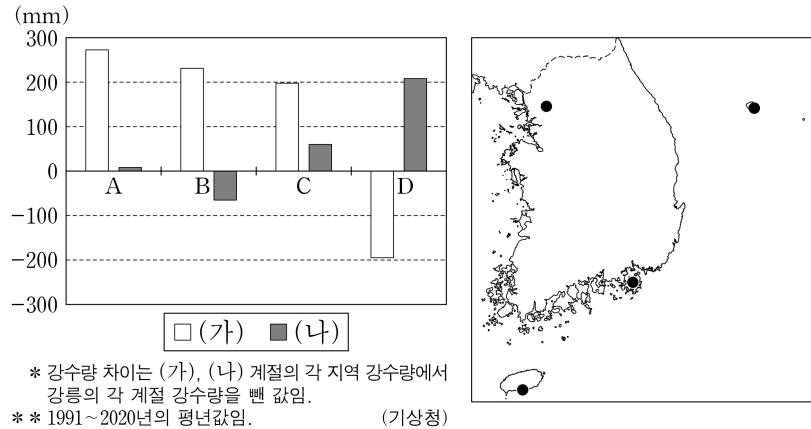 (mm)
300
200
100
0
−100
−200
−300
A
B
C
D
(가) (나)
* 강수량 차이는 (가), (나) 계절의 각 지역 강수량에서
강릉의 각 계절 강수량을 뺀 값임.
** 1991~2020년의 평년값임. (기상청)